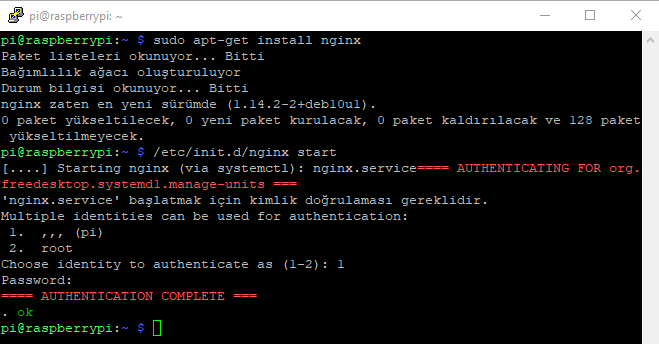 pi@raspberrypi: ~
pi@raspberrypi:~ $ sudo apt-get install nginx
Paket listeleri okunuyor... Bitti
Bağımlılık ağacı oluşturuluyor
Durum bilgisi okunuyor... Bitti
nginx zaten en yeni sürümde (1.14.2-2+deb10u1).
0 paket yükseltilecek, 0 yeni paket kurulacak, 0 paket kaldırılacak ve 128 paket
 yükseltilmeyecek.
pi@raspberrypi:~ $ /etc/init.d/nginx start
[....] Starting nginx (via systemctl): nginx.service==== AUTHENTICATING FOR org.
freedesktop.systemd1.manage-units ===
'nginx.service' başlatmak için kimlik doğrulaması gereklidir.
Multiple identities can be used for authentication:
 1.  ,,, (pi)
 2.  root
Choose identity to authenticate as (1-2): 1
Password:
==== AUTHENTICATION COMPLETE ===
. ok
pi@raspberrypi:~ $